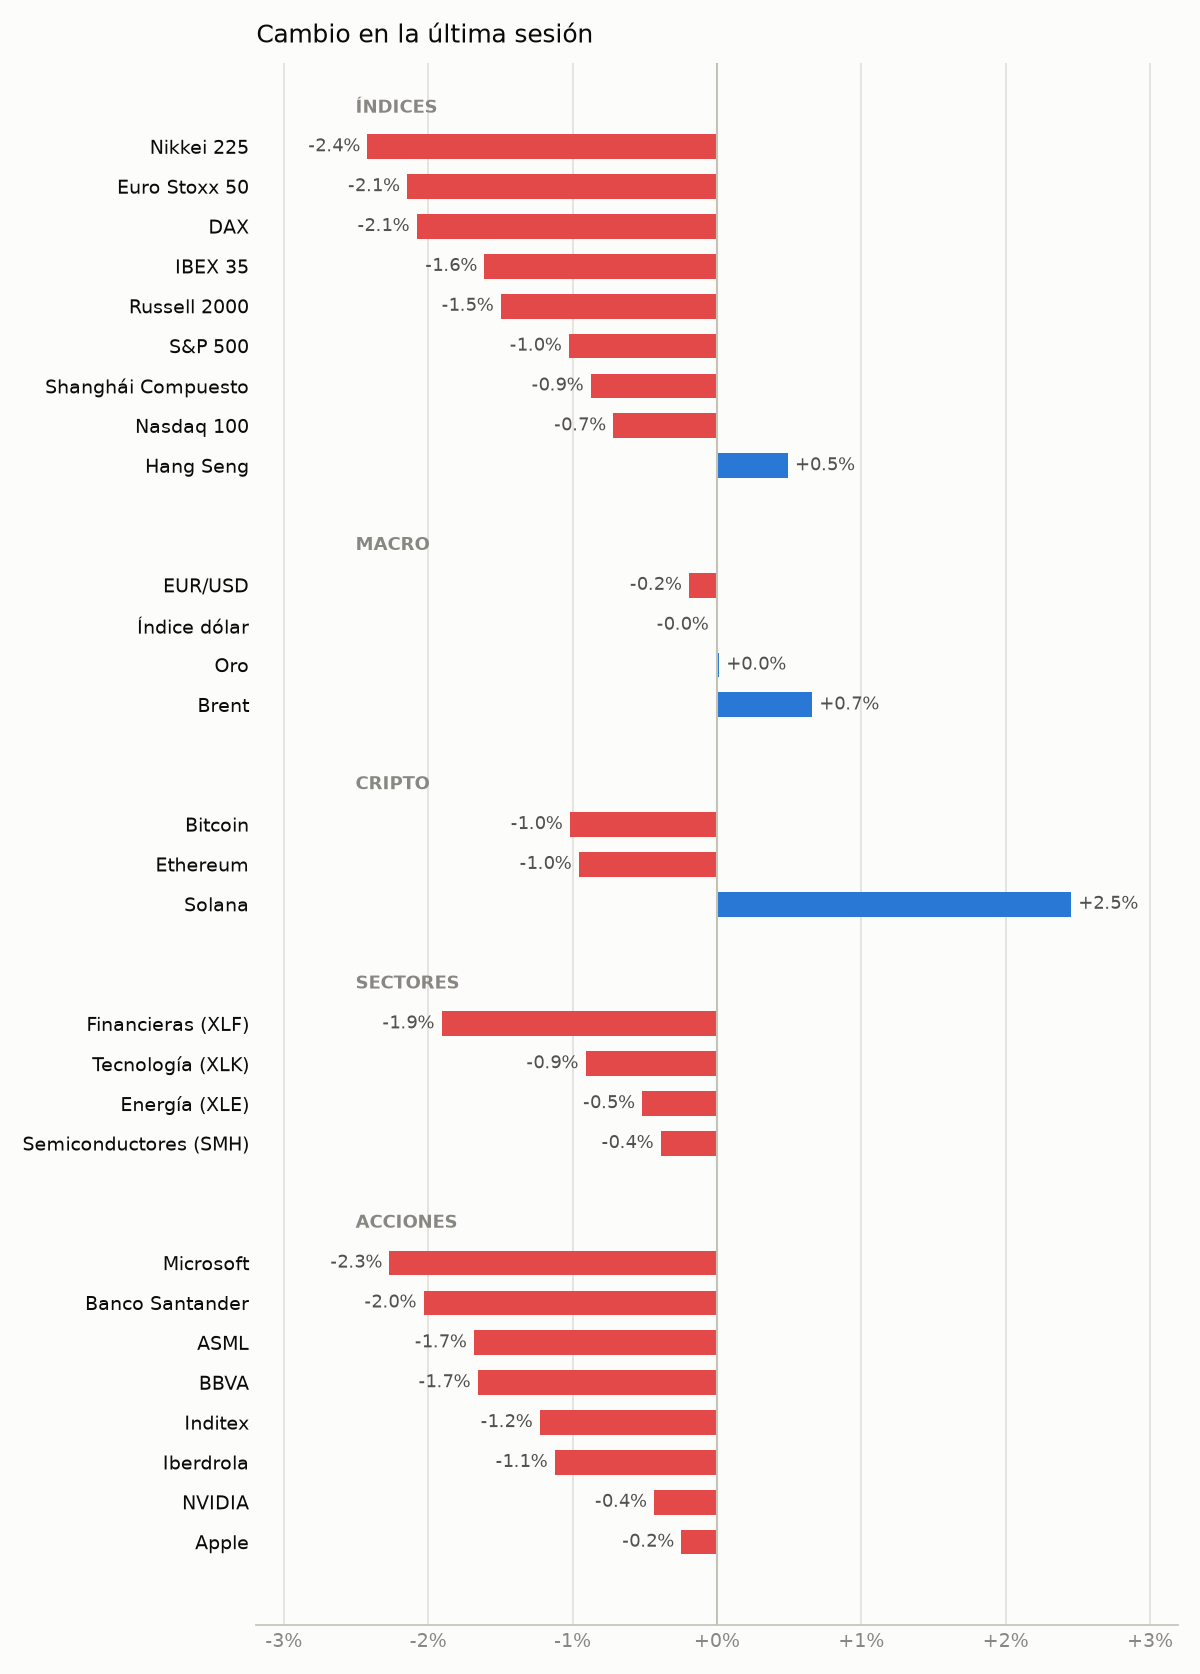 Cambio en la última sesión
ÍNDICES
Nikkei 225 -2.4%
Euro Stoxx 50 -2.1%
DAX -2.1%
IBEX 35 -1.6%
Russell 2000 -1.5%
S&P 500 -1.0%
Shanghái Compuesto -0.9%
Nasdaq 100 -0.7%
Hang Seng +0.5%
MACRO
EUR/USD -0.2%
Índice dólar -0.0%
Oro +0.0%
Brent +0.7%
CRIPTO
Bitcoin -1.0%
Ethereum -1.0%
Solana +2.5%
SECTORES
Financieras (XLF) -1.9%
Tecnología (XLK) -0.9%
Energía (XLE) -0.5%
Semiconductores (SMH) -0.4%
ACCIONES
Microsoft -2.3%
Banco Santander -2.0%
ASML -1.7%
BBVA -1.7%
Inditex -1.2%
Iberdrola -1.1%
NVIDIA -0.4%
Apple -0.2%
-3% -2% -1% +0% +1% +2% +3%